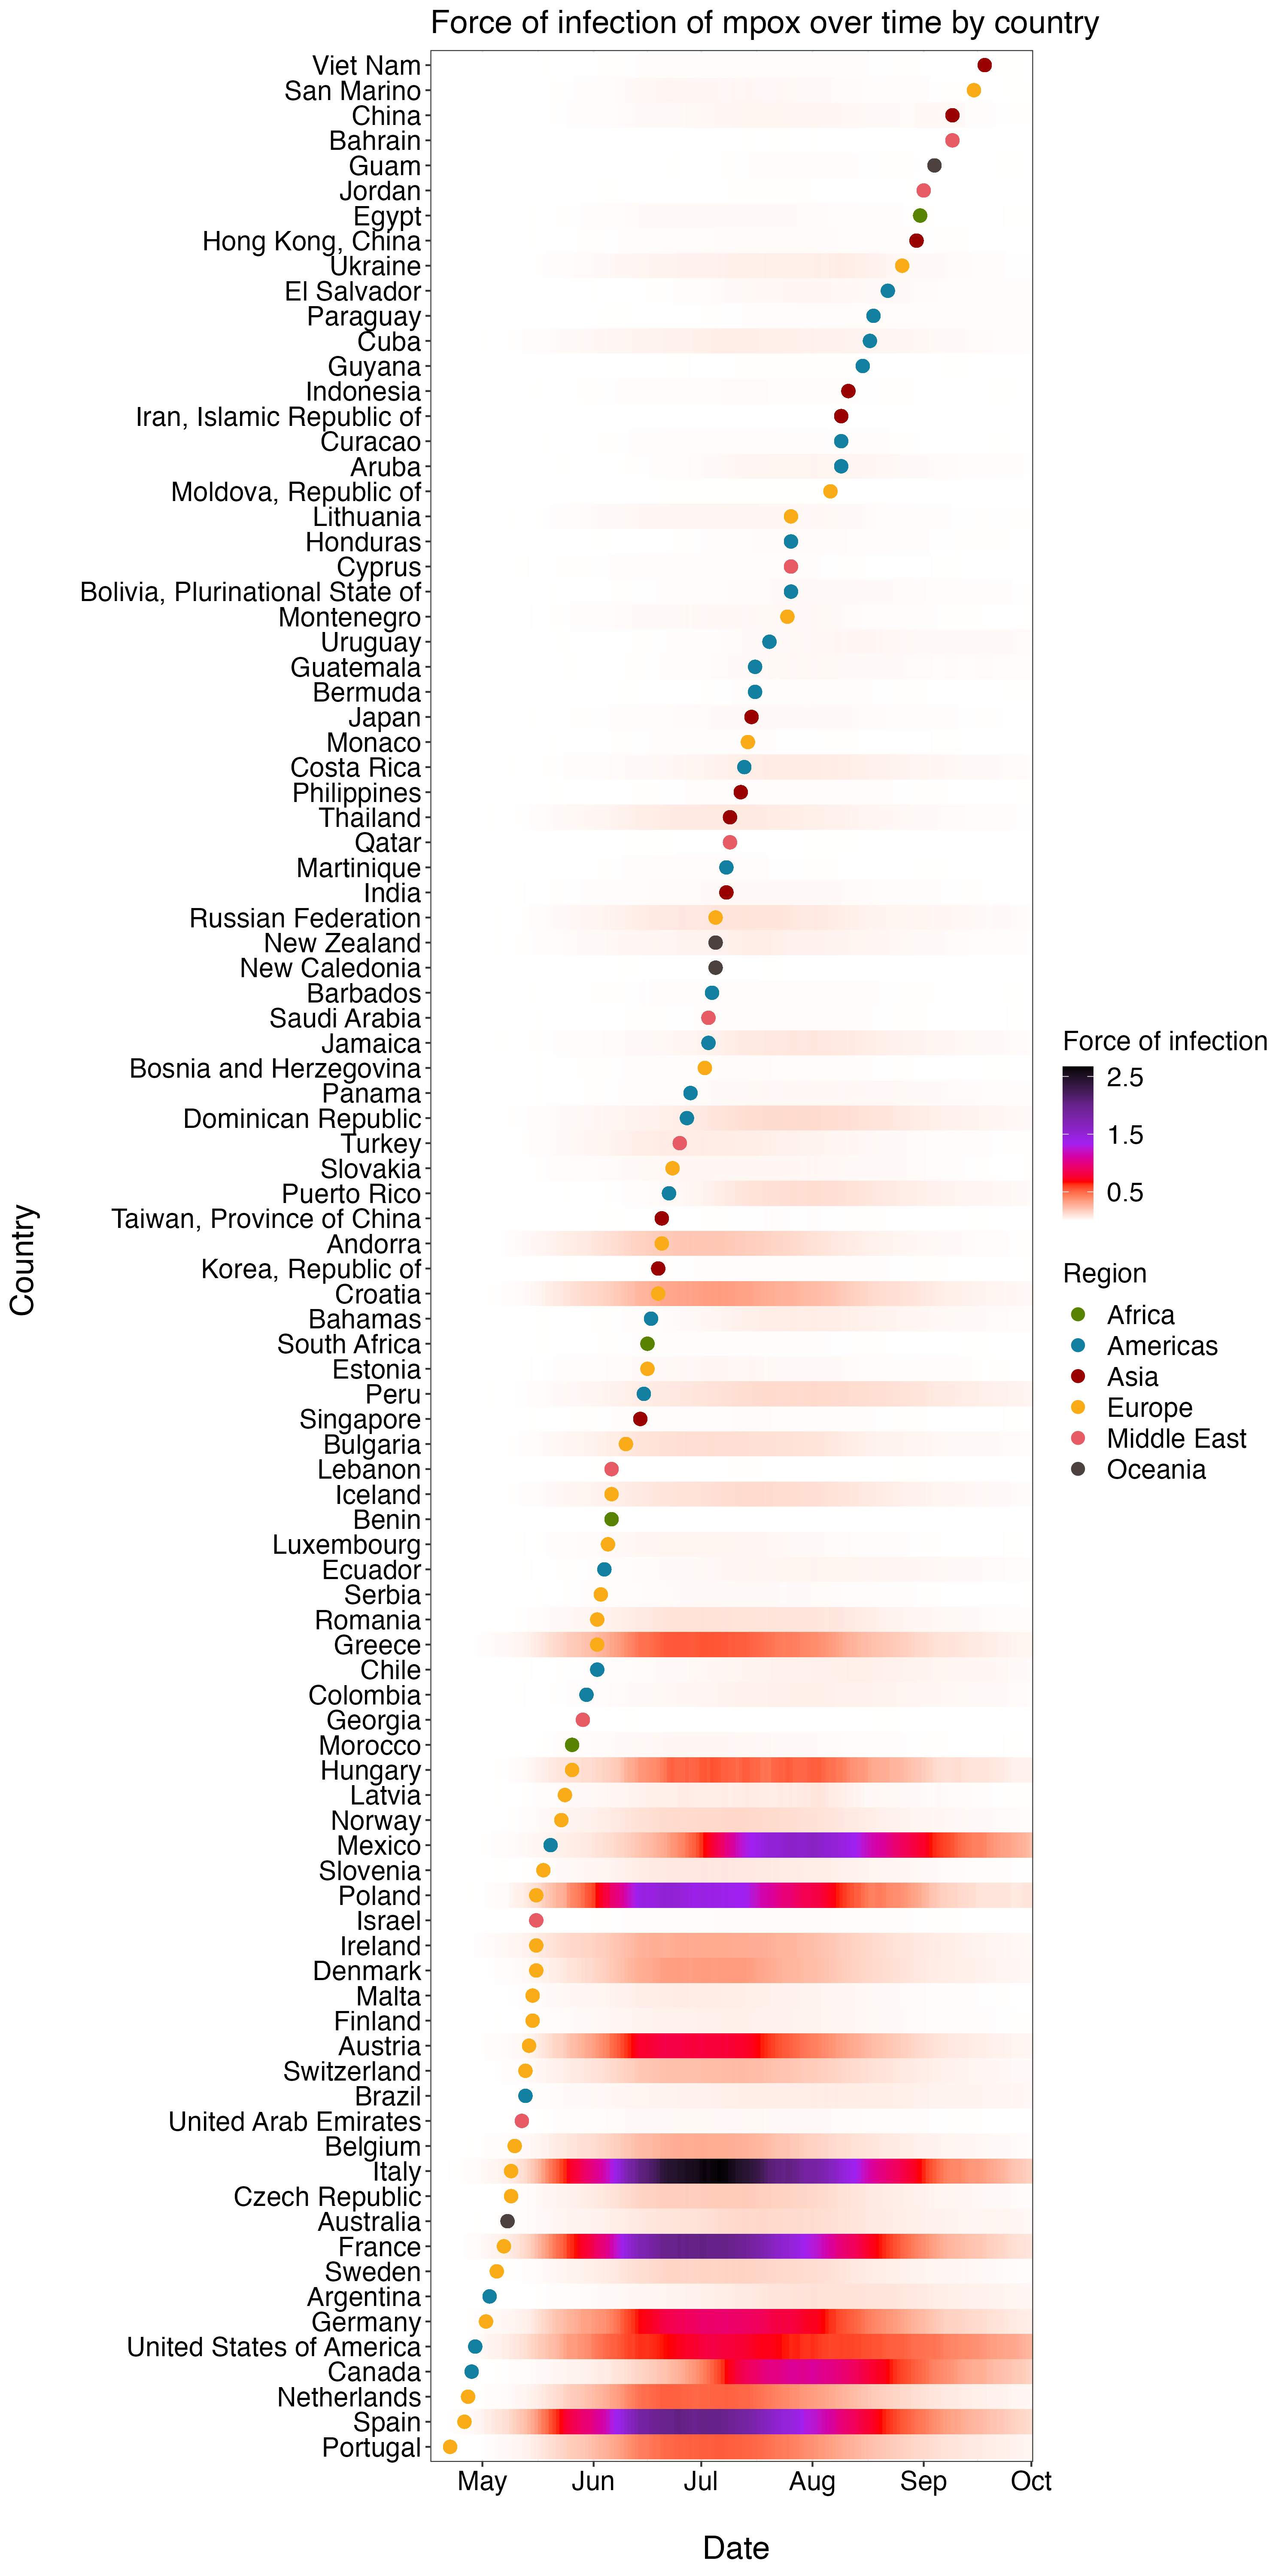 Force of infection of mpox over time by country
Viet Nam
San Marino
China
Bahrain
Guam
Jordan
Egypt
Hong Kong, China
Ukraine
El Salvador
Paraguay
Cuba
Guyana
Indonesia
Iran, Islamic Republic of
Curacao
Aruba
Moldova, Republic of
Lithuania
Honduras
Cyprus
Bolivia, Plurinational State of
Montenegro
Uruguay
Guatemala
Bermuda
Japan
Monaco
Costa Rica
Philippines
Thailand
Qatar
Martinique
India
Russian Federation
New Zealand
New Caledonia
Barbados
Saudi Arabia
Jamaica
Bosnia and Herzegovina
Panama
Dominican Republic
Turkey
Slovakia
Puerto Rico
Taiwan, Province of China
Andorra
Korea, Republic of
Croatia
Bahamas
South Africa
Estonia
Peru
Singapore
Bulgaria
Lebanon
Iceland
Benin
Luxembourg
Ecuador
Serbia
Romania
Greece
Chile
Colombia
Georgia
Morocco
Hungary
Latvia
Norway
Mexico
Slovenia
Poland
Israel
Ireland
Denmark
Malta
Finland
Austria
Switzerland
Brazil
United Arab Emirates
Belgium
Italy
Czech Republic
Australia
France
Sweden
Argentina
Germany
United States of America
Canada
Netherlands
Spain
Portugal
Country
May Jun Jul Aug Sep Oct
Date
Force of infection
2.5
1.5
0.5
Region
Africa
Americas
Asia
Europe
Middle East
Oceania